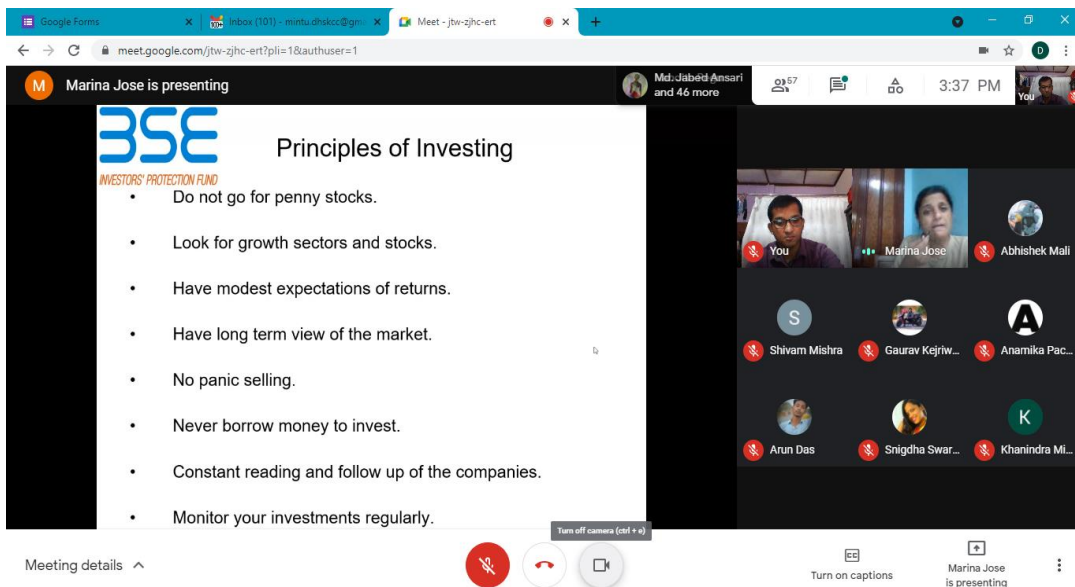 Google Forms
Inbox (101) - mintu.dhskcc@gm
Meet - jtw-zjhc-ert
meet.google.com/jtw-zjhc-ert?pli=1&authuser=1
D
M
Marina Jose is presenting
and 46 more
57
3:37 PM
You
BSE
INVESTORS' PROTECTION FUND
Principles of Investing
• Do not go for penny stocks.
• Look for growth sectors and stocks.
• Have modest expectations of returns.
• Have long term view of the market.
• No panic selling.
• Never borrow money to invest.
• Constant reading and follow up of the companies.
• Monitor your investments regularly.
You
Marina Jose
Abhishek Mali
S
A
Shivam Mishra
Gaurav Kejriw...
Anamika Pac...
K
Arun Das
Snigdha Swar...
Khanindra Mi...
Turn off camera (ctrl + e)
Meeting details
CC
Turn on captions
Marina Jose
is presenting